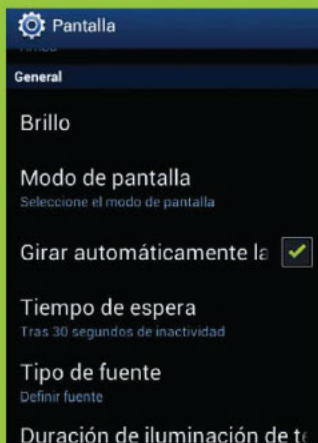 Pantalla
General
Brillo
Modo de pantalla
Seleccione el modo de pantalla
Girar automáticamente la
Tiempo de espera
Tras 30 segundos de inactividad
Tipo de fuente
Definir fuente
Duración de iluminación de